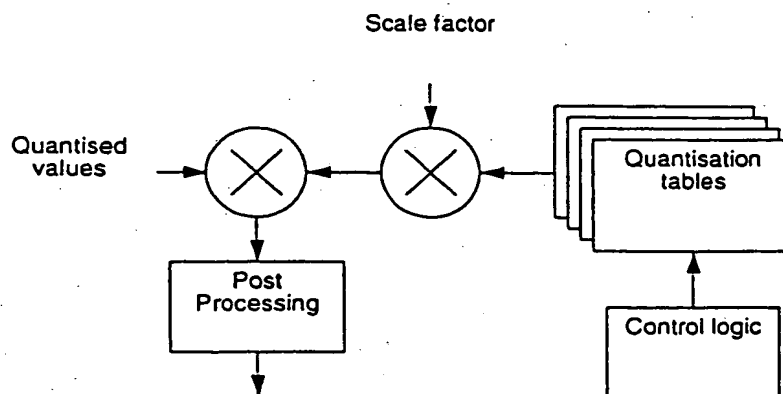 Scale factor
Quantised
values
Quantisation
tables
Post
Processing
Control logic